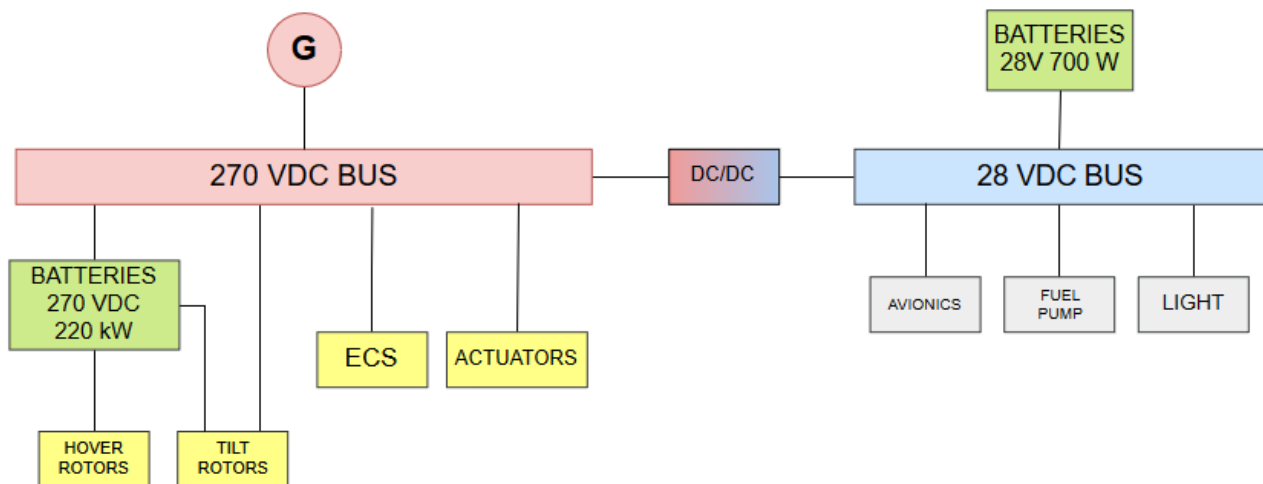 G
BATTERIES
28V 700 W
270 VDC BUS
DC/DC
28 VDC BUS
BATTERIES
270 VDC
220 kW
ECS
ACTUATORS
AVIONICS
FUEL
PUMP
LIGHT
HOVER
ROTORS
TILT
ROTORS